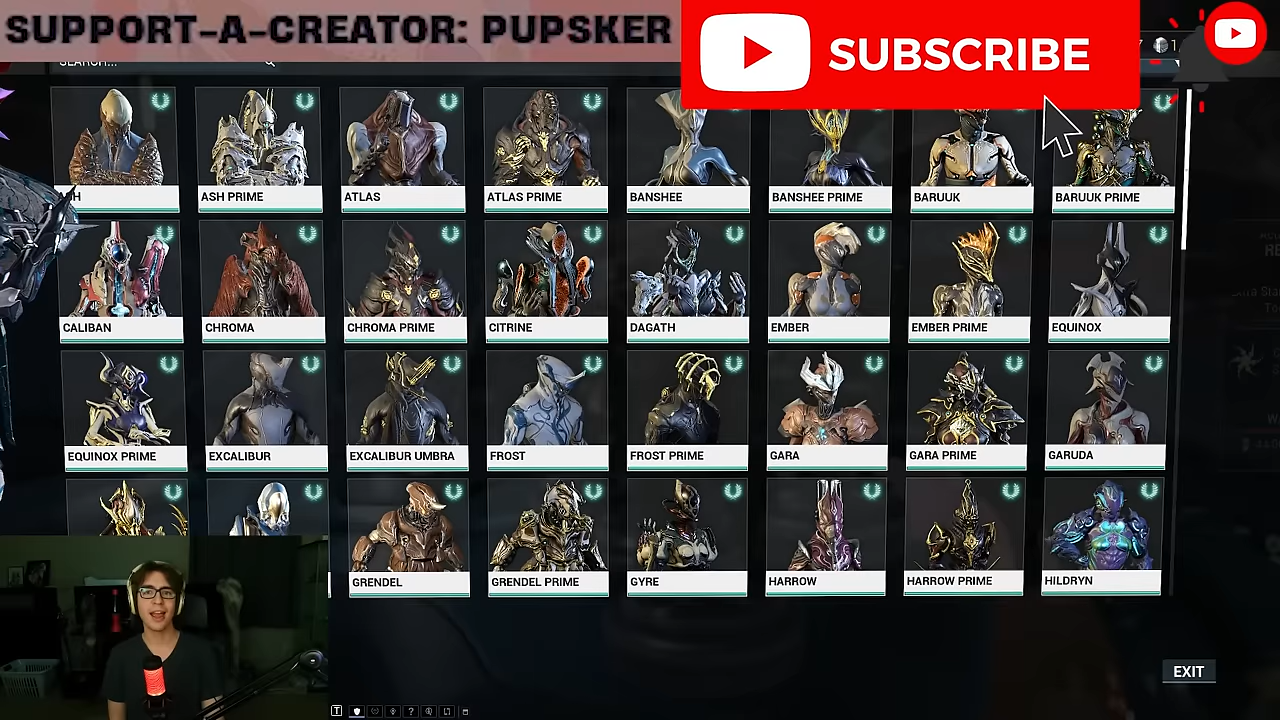 SUPPORT-A-CREATOR: PUPSKER
SUBSCRIBE
SEARCH...
ASH PRIME
ATLAS
ATLAS PRIME
BANSHEE
BANSHEE PRIME
BARUUK
BARUUK PRIME
CALIBAN
CHROMA
CHROMA PRIME
CITRINE
DAGATH
EMBER
EMBER PRIME
EQUINOX
EQUINOX PRIME
EXCALIBUR
EXCALIBUR UMBRA
FROST
FROST PRIME
GARA
GARA PRIME
GARUDA
GRENDEL
GRENDEL PRIME
GYRE
HARROW
HARROW PRIME
HILDRYN
EXIT